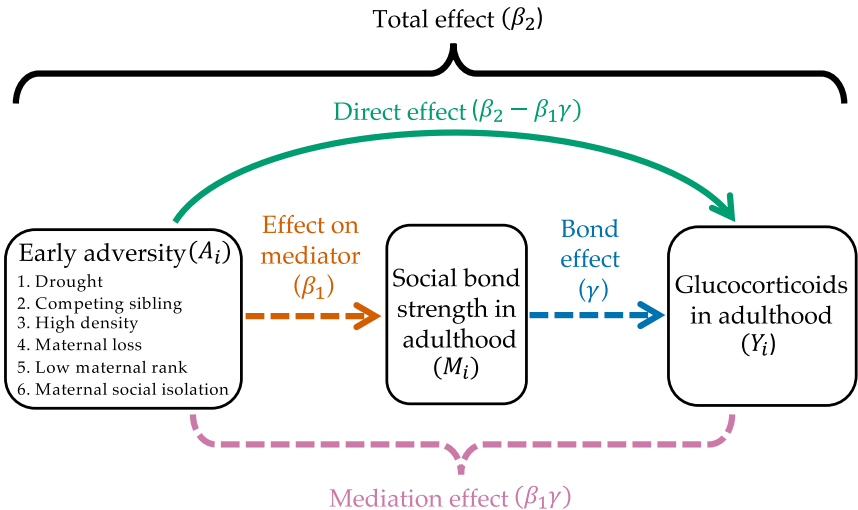 Total effect (β₂)
Direct effect (β₂ − β₁γ)
Early adversity (Aᵢ)
1. Drought
2. Competing sibling
3. High density
4. Maternal loss
5. Low maternal rank
6. Maternal social isolation
Effect on
mediator
(β₁)
Social bond
strength in
adulthood
(Mᵢ)
Bond
effect
(γ)
Glucocorticoids
in adulthood
(Yᵢ)
Mediation effect (β₁γ)